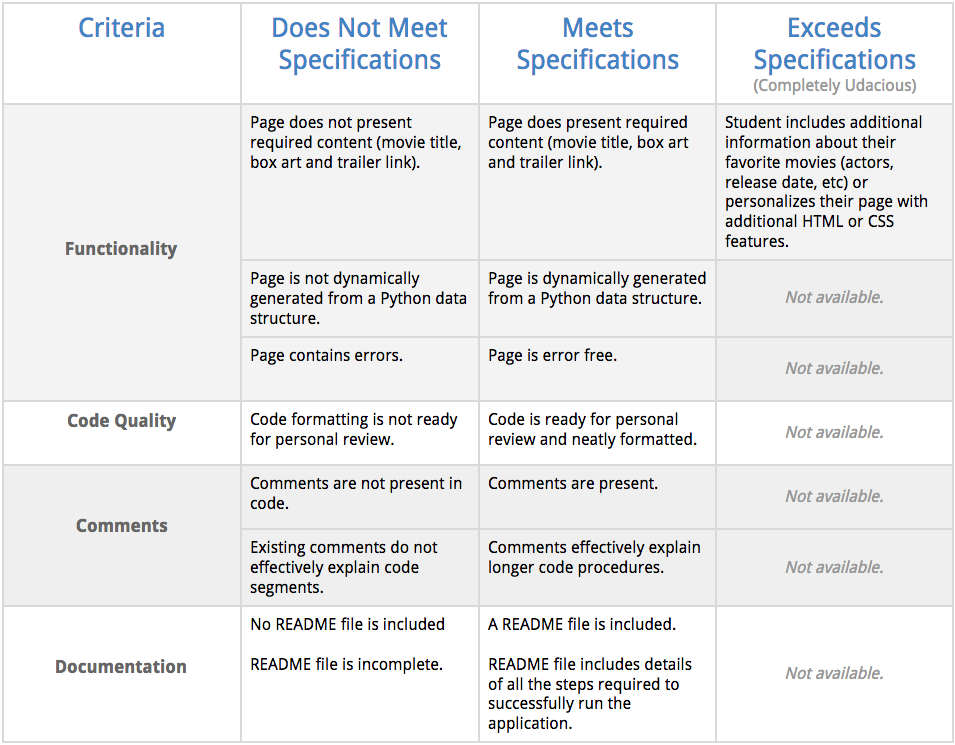 Criteria
Does Not Meet
Specifications
Meets
Specifications
Exceeds
Specifications
(Completely Udacious)
Functionality
Page does not present
required content (movie title,
box art and trailer link).
Page does present required
content (movie title, box art
and trailer link).
Student includes additional
information about their
favorite movies (actors,
release date, etc) or
personalizes their page with
additional HTML or CSS
features.
Page is not dynamically
generated from a Python data
structure.
Page is dynamically generated
from a Python data structure.
Not available.
Page contains errors.
Page is error free.
Not available.
Code Quality
Code formatting is not ready
for personal review.
Code is ready for personal
review and neatly formatted.
Not available.
Comments
Comments are not present in
code.
Comments are present.
Not available.
Existing comments do not
effectively explain code
segments.
Comments effectively explain
longer code procedures.
Not available.
Documentation
No README file is included
README file is incomplete.
A README file is included.
README file includes details
of all the steps required to
successfully run the
application.
Not available.